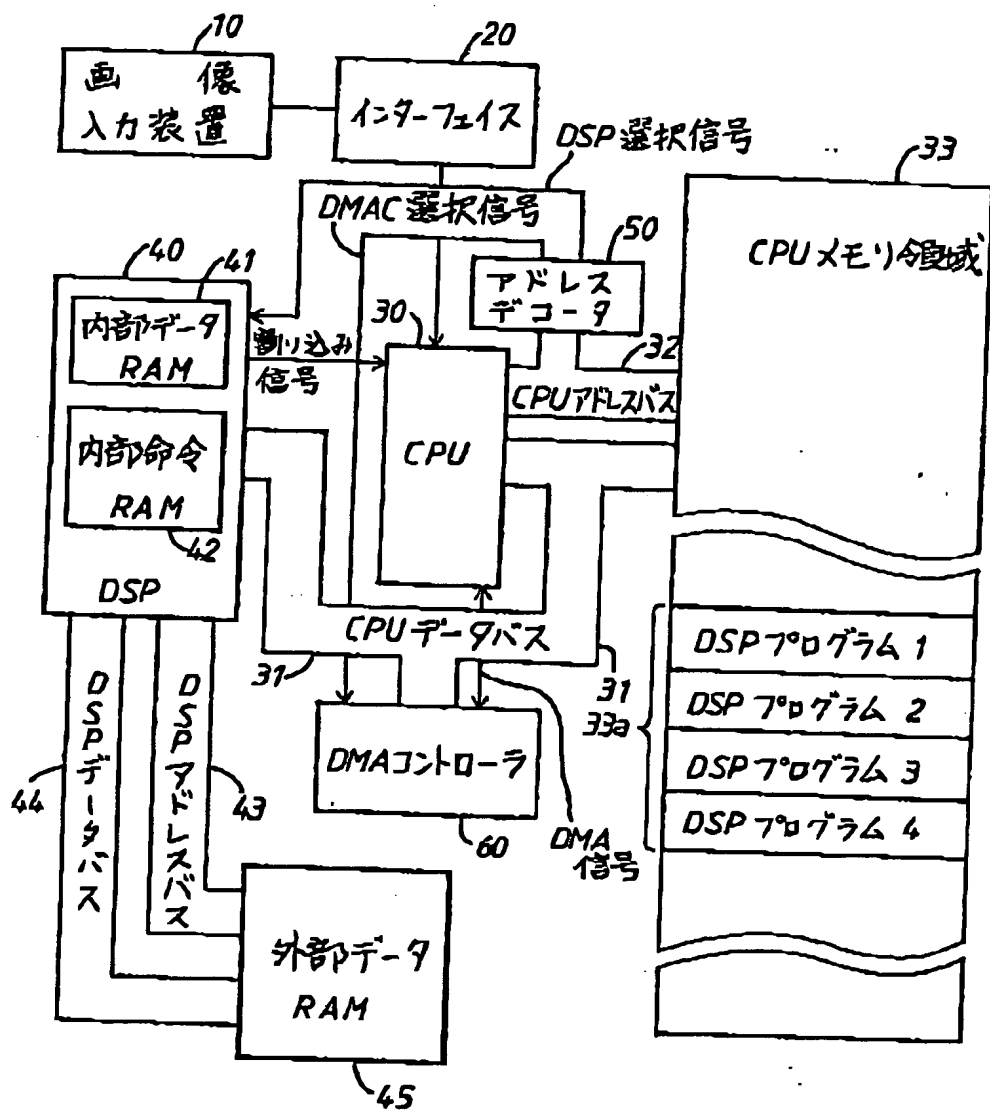 10
画像
入力装置
20
インターフェイス
DSP選択信号
DMAC選択信号
33
CPUメモリ領域
50
アドレス
デコータ
40
41
内部データ
RAM
30
割り込み
信号
32
CPUアドレスバス
CPU
内部命令
RAM
42
DSP
CPUデータバス
31
31
DSPプログラム 1
DSPプログラム 2
DSPプログラム 3
DSPプログラム 4
33a
DMAコントローラ
60
DMA
信号
DSPデータバス
44
DSPアドレスバス
43
外部データ
RAM
45